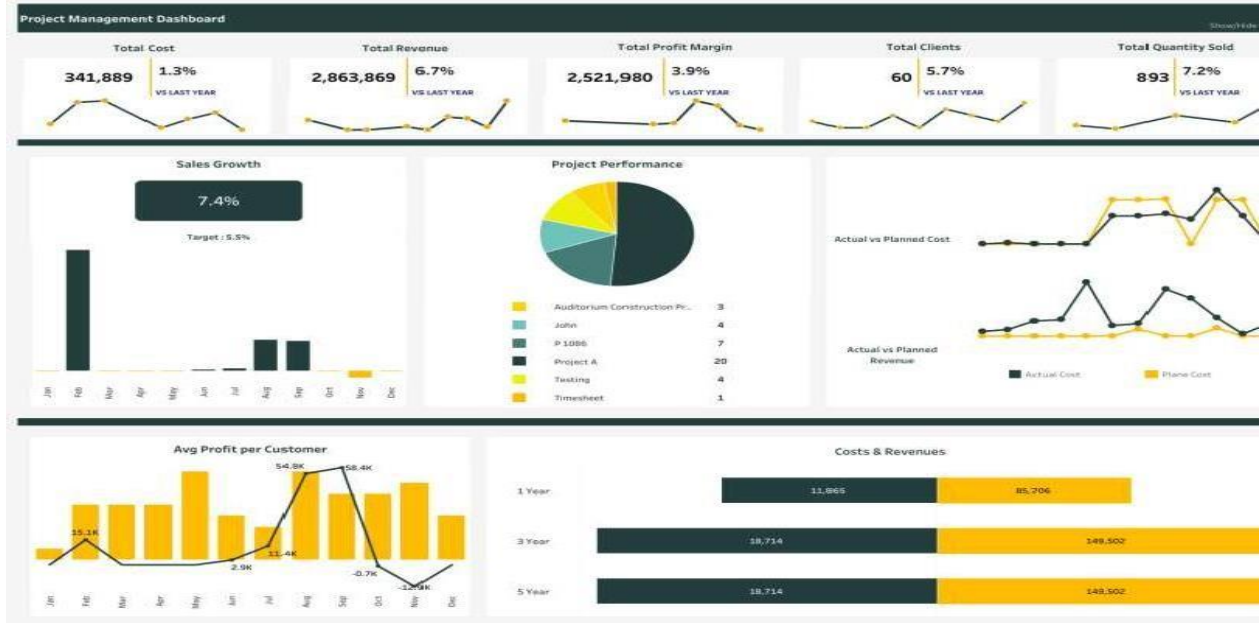 Project Management Dashboard
Show/Hide
Total Cost
341,889
1.3%
VS LAST YEAR
Total Revenue
2,863,869
6.7%
VS LAST YEAR
Total Profit Margin
2,521,980
3.9%
VS LAST YEAR
Total Clients
60
5.7%
VS LAST YEAR
Total Quantity Sold
893
7.2%
VS LAST YEAR
Sales Growth
7.4%
Target : 5.5%
Jan
Feb
Mar
Apr
May
Jun
Jul
Aug
Sep
Oct
Nov
Dec
Project Performance
Auditorium Construction Pr.. 3
John 4
P 1086 7
Project A 20
Testing 4
Timesheet 1
Actual vs Planned Cost
Actual vs Planned
Revenue
Actual Cost
Plane Cost
Avg Profit per Customer
15.1K
2.9K
11.4K
54.8K
58.4K
-0.7K
Jan
Feb
Mar
Apr
May
Jun
Jul
Aug
Sep
Oct
Nov
Dec
Costs & Revenues
1 Year 11,865 85,706
3 Year 18,714 149,502
5 Year 18,714 149,502